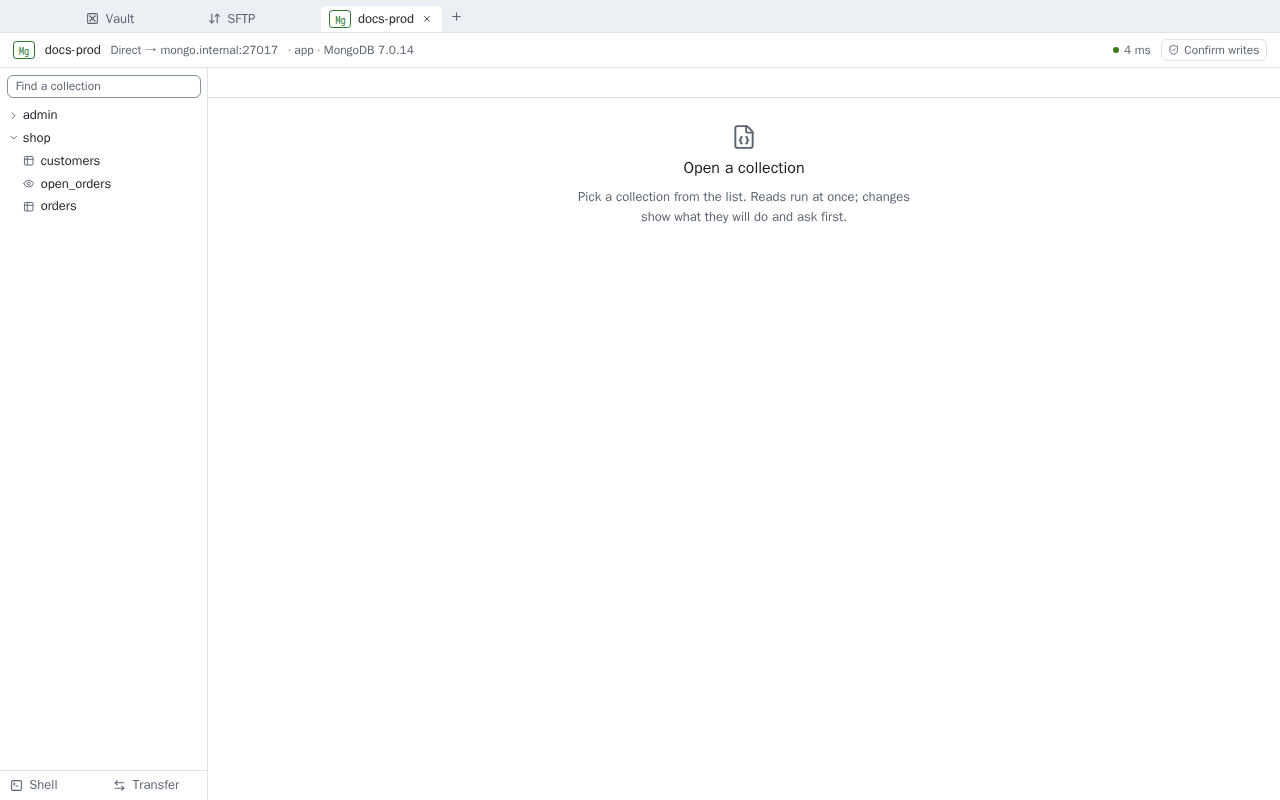 Vault
SFTP
Mg docs-prod
Mg docs-prod Direct → mongo.internal:27017 · app · MongoDB 7.0.14
4 ms
Confirm writes
Find a collection
admin
shop
customers
open_orders
orders
Open a collection
Pick a collection from the list. Reads run at once; changes
show what they will do and ask first.
Shell
Transfer